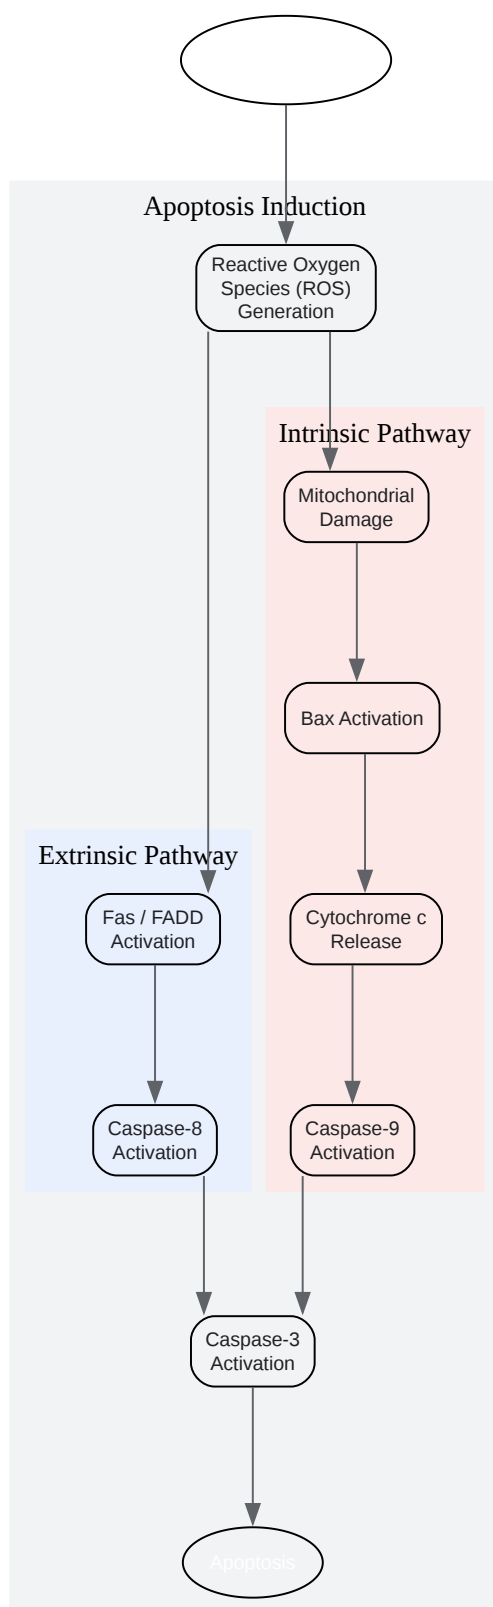 Apoptosis Induction
Reactive Oxygen
Species (ROS)
Generation
Intrinsic Pathway
Mitochondrial
Damage
Bax Activation
Extrinsic Pathway
Fas / FADD
Activation
Cytochrome c
Release
Caspase-8
Activation
Caspase-9
Activation
Caspase-3
Activation
Apoptosis